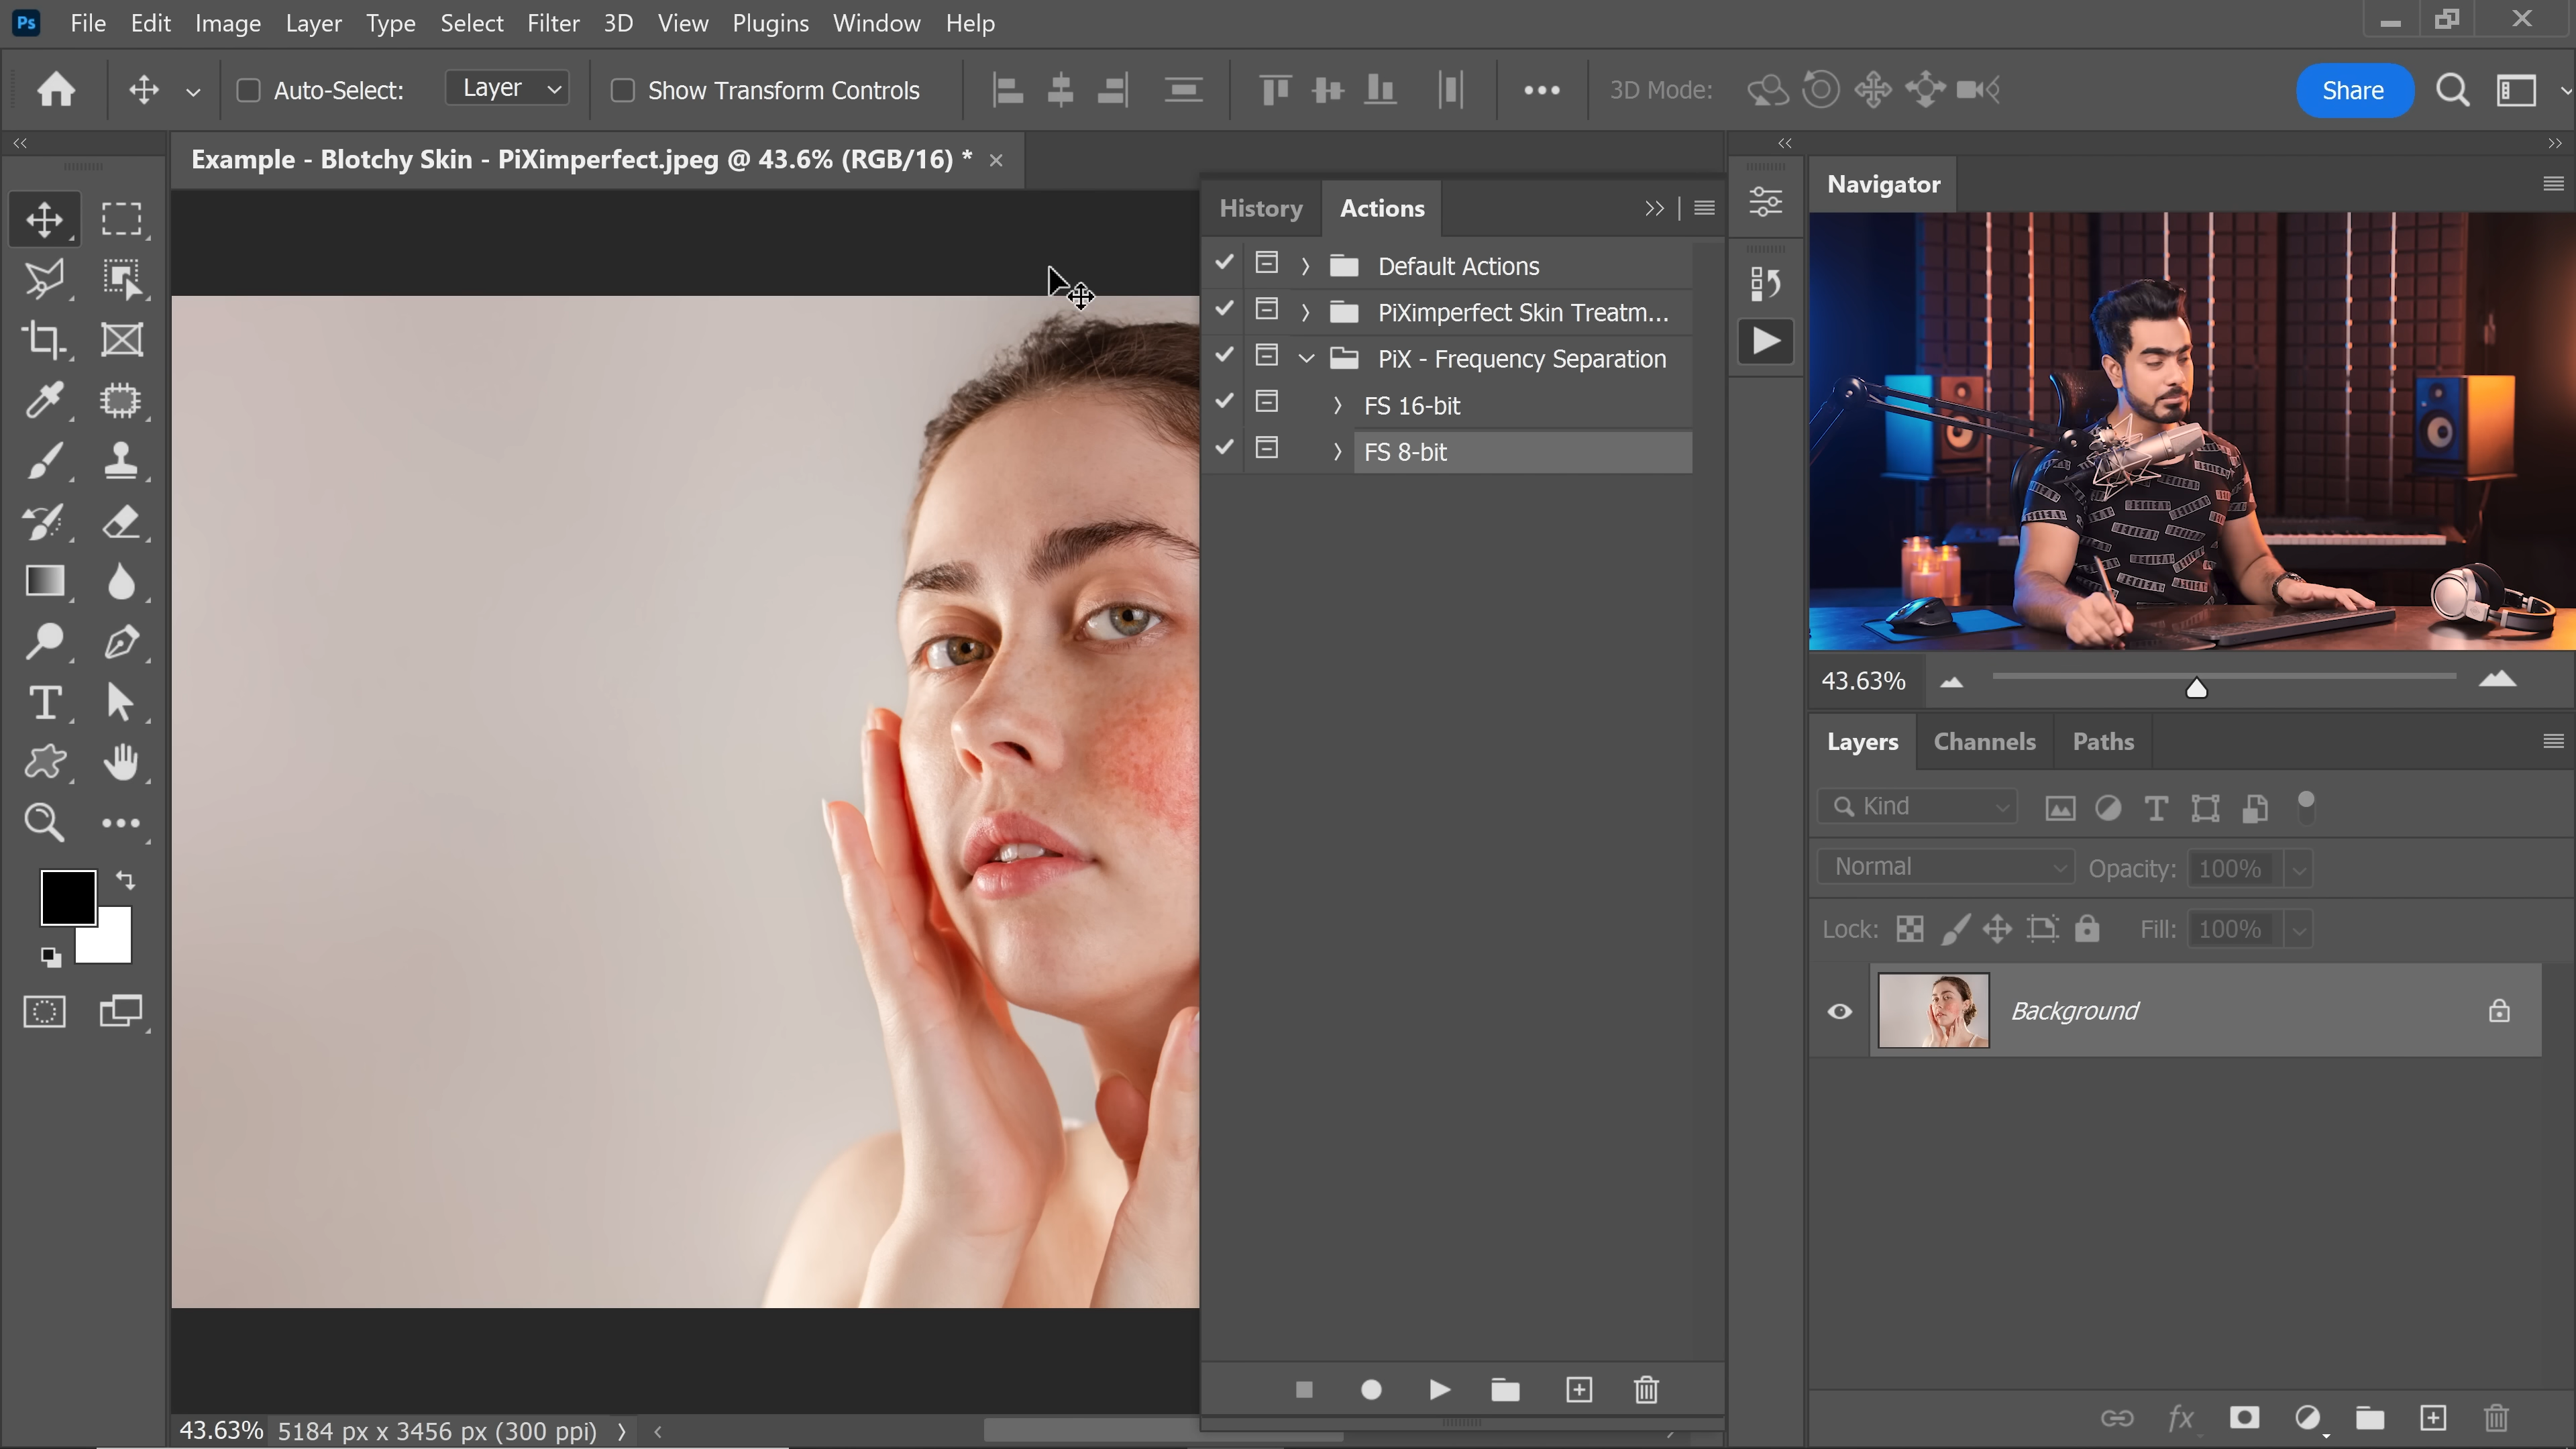 Ps File Edit Image Layer Type Select Filter 3D View Plugins Window Help
Auto-Select: Layer Show Transform Controls 3D Mode: Share
Example - Blotchy Skin - PiXimperfect.jpeg @ 43.6% (RGB/16) *
History Actions
Default Actions
PiXimperfect Skin Treatm...
PiX - Frequency Separation
FS 16-bit
FS 8-bit
Navigator
43.63%
Layers Channels Paths
Kind
Normal Opacity: 100%
Lock: Fill: 100%
Background
fx
43.63% 5184 px x 3456 px (300 ppi)